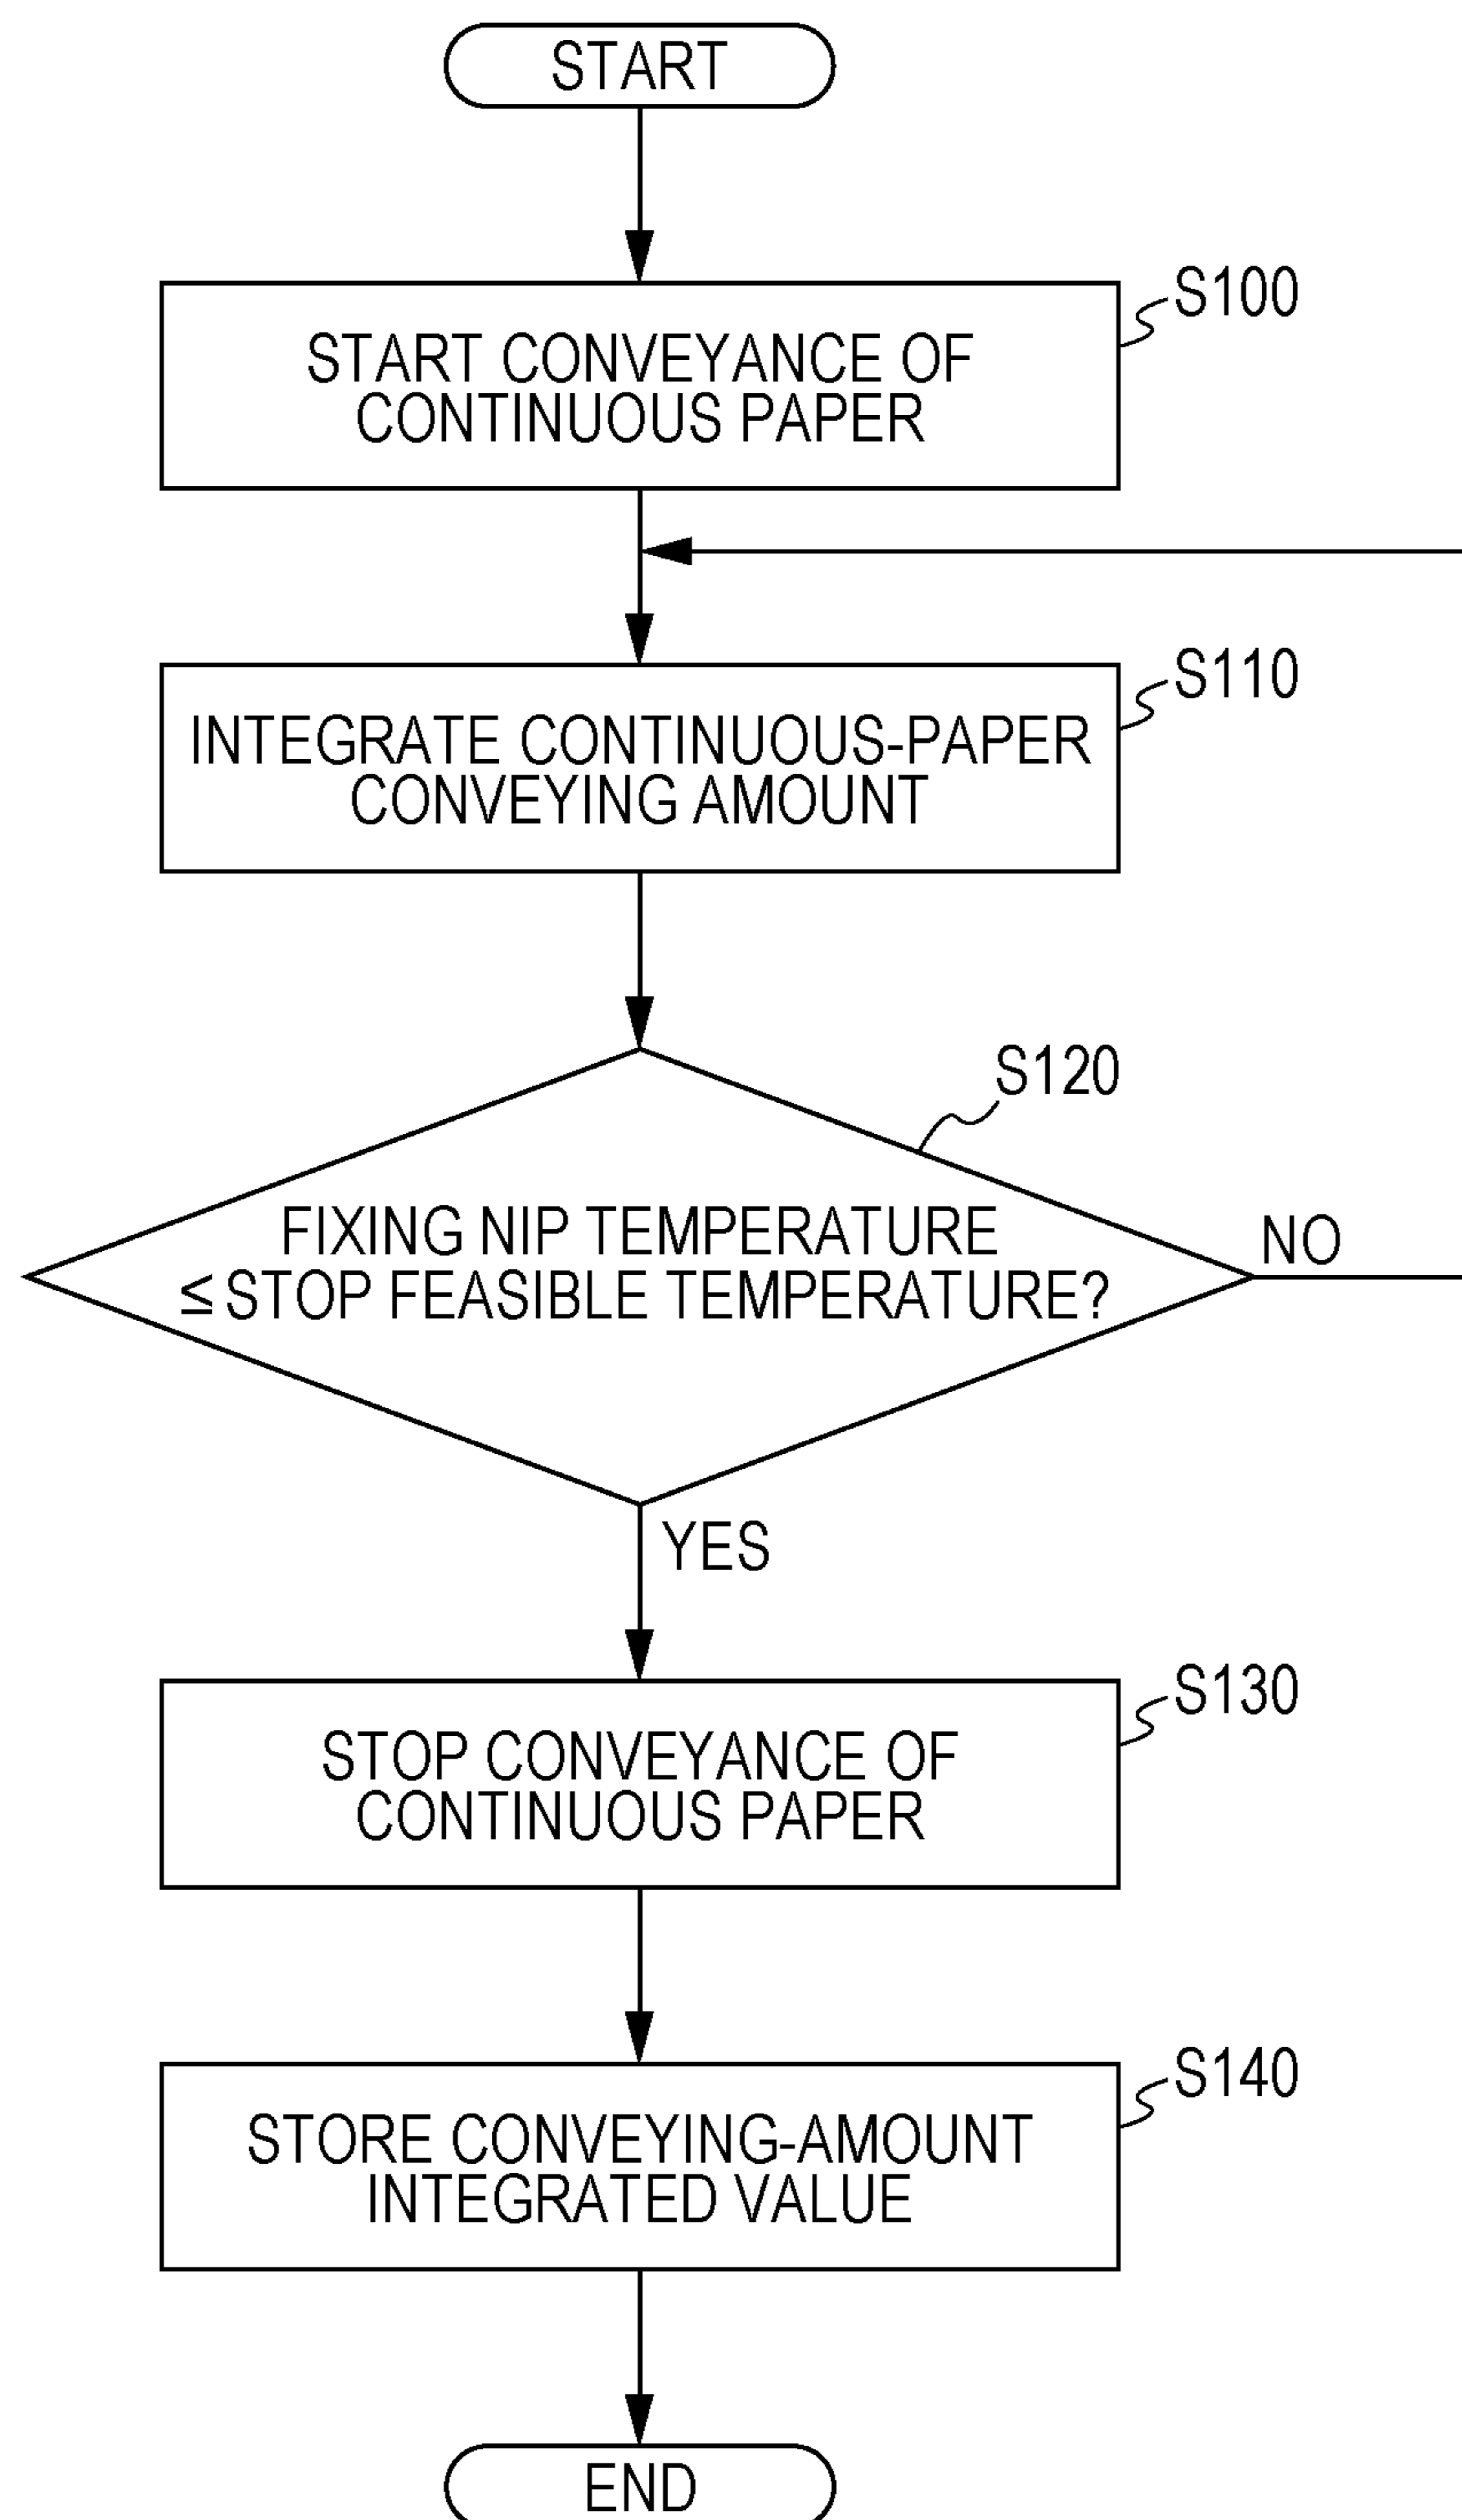 START
S100
START CONVEYANCE OF
CONTINUOUS PAPER
S110
INTEGRATE CONTINUOUS-PAPER
CONVEYING AMOUNT
S120
FIXING NIP TEMPERATURE
≤ STOP FEASIBLE TEMPERATURE?
NO
YES
S130
STOP CONVEYANCE OF
CONTINUOUS PAPER
S140
STORE CONVEYING-AMOUNT
INTEGRATED VALUE
END